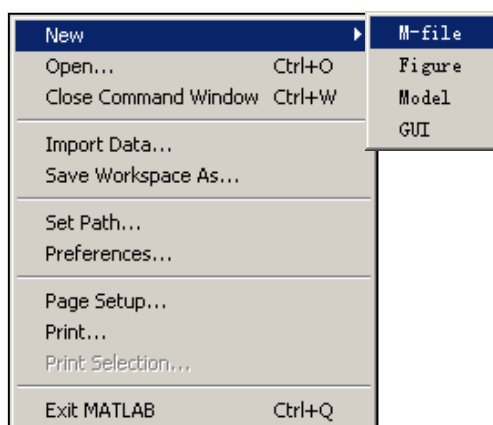 New
Open... Ctrl+O
Close Command Window Ctrl+W
Import Data...
Save Workspace As...
Set Path...
Preferences...
Page Setup...
Print...
Print Selection...
Exit MATLAB Ctrl+Q
M-file
Figure
Model
GUI